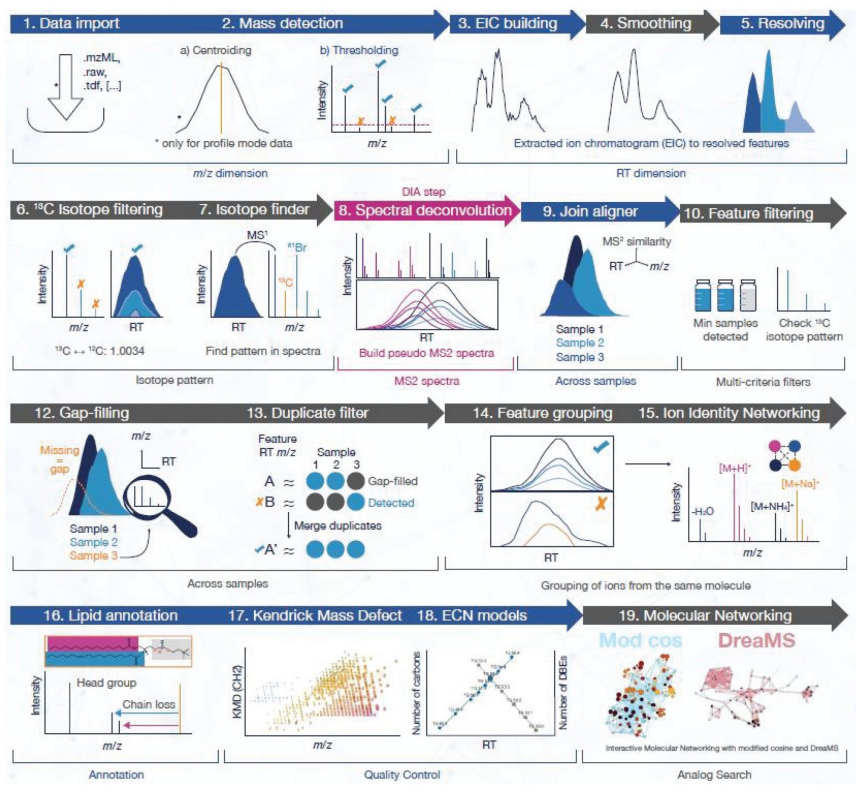 1. Data import
2. Mass detection
3. EIC building
4. Smoothing
5. Resolving
.mzML,
.raw,
* .tdf, [...]
a) Centroiding
*
* only for profile mode data
b) Thresholding
Intensity
m/z
Extracted ion chromatogram (EIC) to resolved features
m/z dimension
RT dimension
DIA step
6. ¹³C Isotope filtering
7. Isotope finder
8. Spectral deconvolution
9. Join aligner
10. Feature filtering
Intensity
m/z
RT
¹³C ↔ ¹²C: 1.0034
MS¹
Intensity
RT
¹³C
⁸¹Br
m/z
Find pattern in spectra
Intensity
RT
Build pseudo MS2 spectra
MS² similarity
RT
m/z
Sample 1
Sample 2
Sample 3
Min samples
detected
Check ¹³C
isotope pattern
Isotope pattern
MS2 spectra
Across samples
Multi-criteria filters
12. Gap-filling
13. Duplicate filter
14. Feature grouping
15. Ion Identity Networking
Missing
=
gap
m/z
RT
Sample 1
Sample 2
Sample 3
Feature
RT m/z
Sample
1 2 3
A ≈
Gap-filled
B ≈
Detected
Merge duplicates
A' ≈
Intensity
RT
Intensity
-H₂O
[M+H]⁺
[M+NH₄]⁺
[M+Na]⁺
m/z
Across samples
Grouping of ions from the same molecule
16. Lipid annotation
17. Kendrick Mass Defect
18. ECN models
19. Molecular Networking
Intensity
Head group
Chain loss
m/z
KMD (CH2)
m/z
Number of carbons
Number of DBEs
RT
Mod cos
DreaMS
Interactive Molecular Networking with modified cosine and DreaMS
Annotation
Quality Control
Analog Search